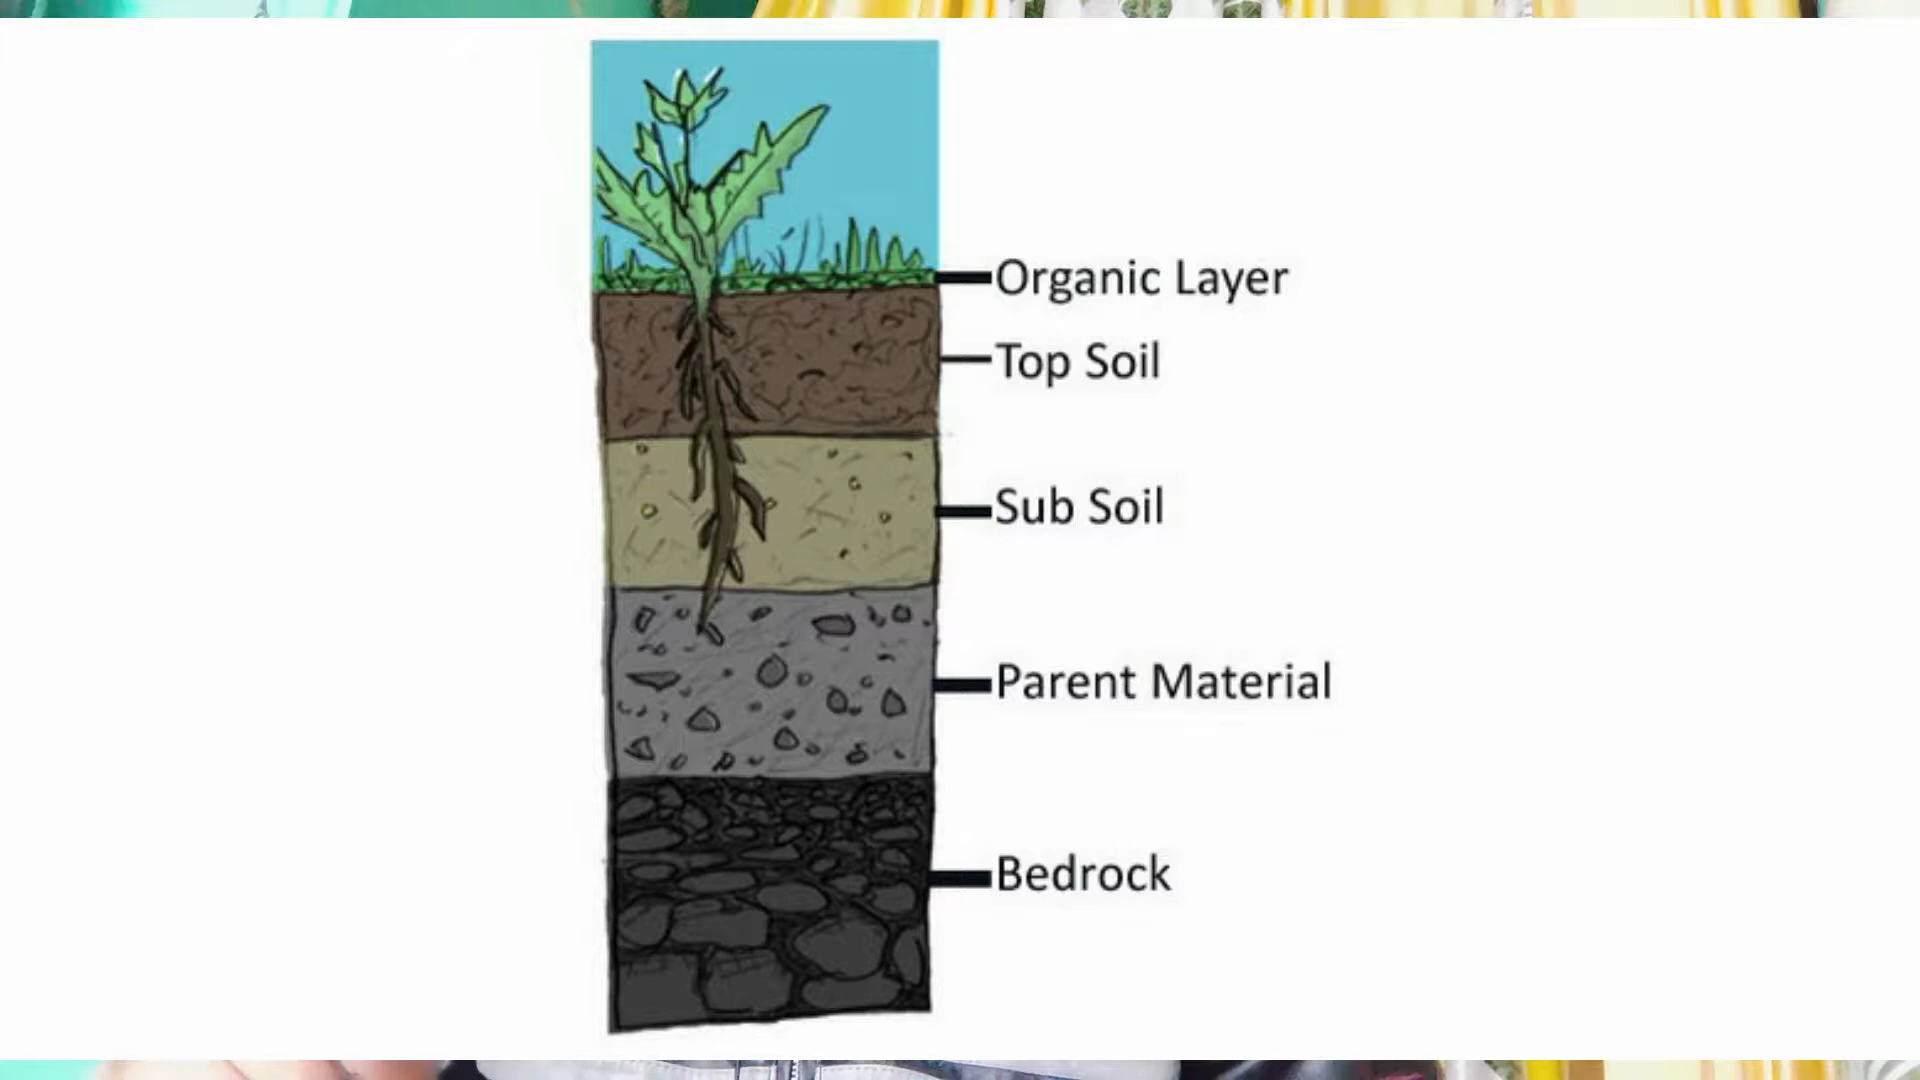 Organic Layer
Top Soil
Sub Soil
Parent Material
Bedrock